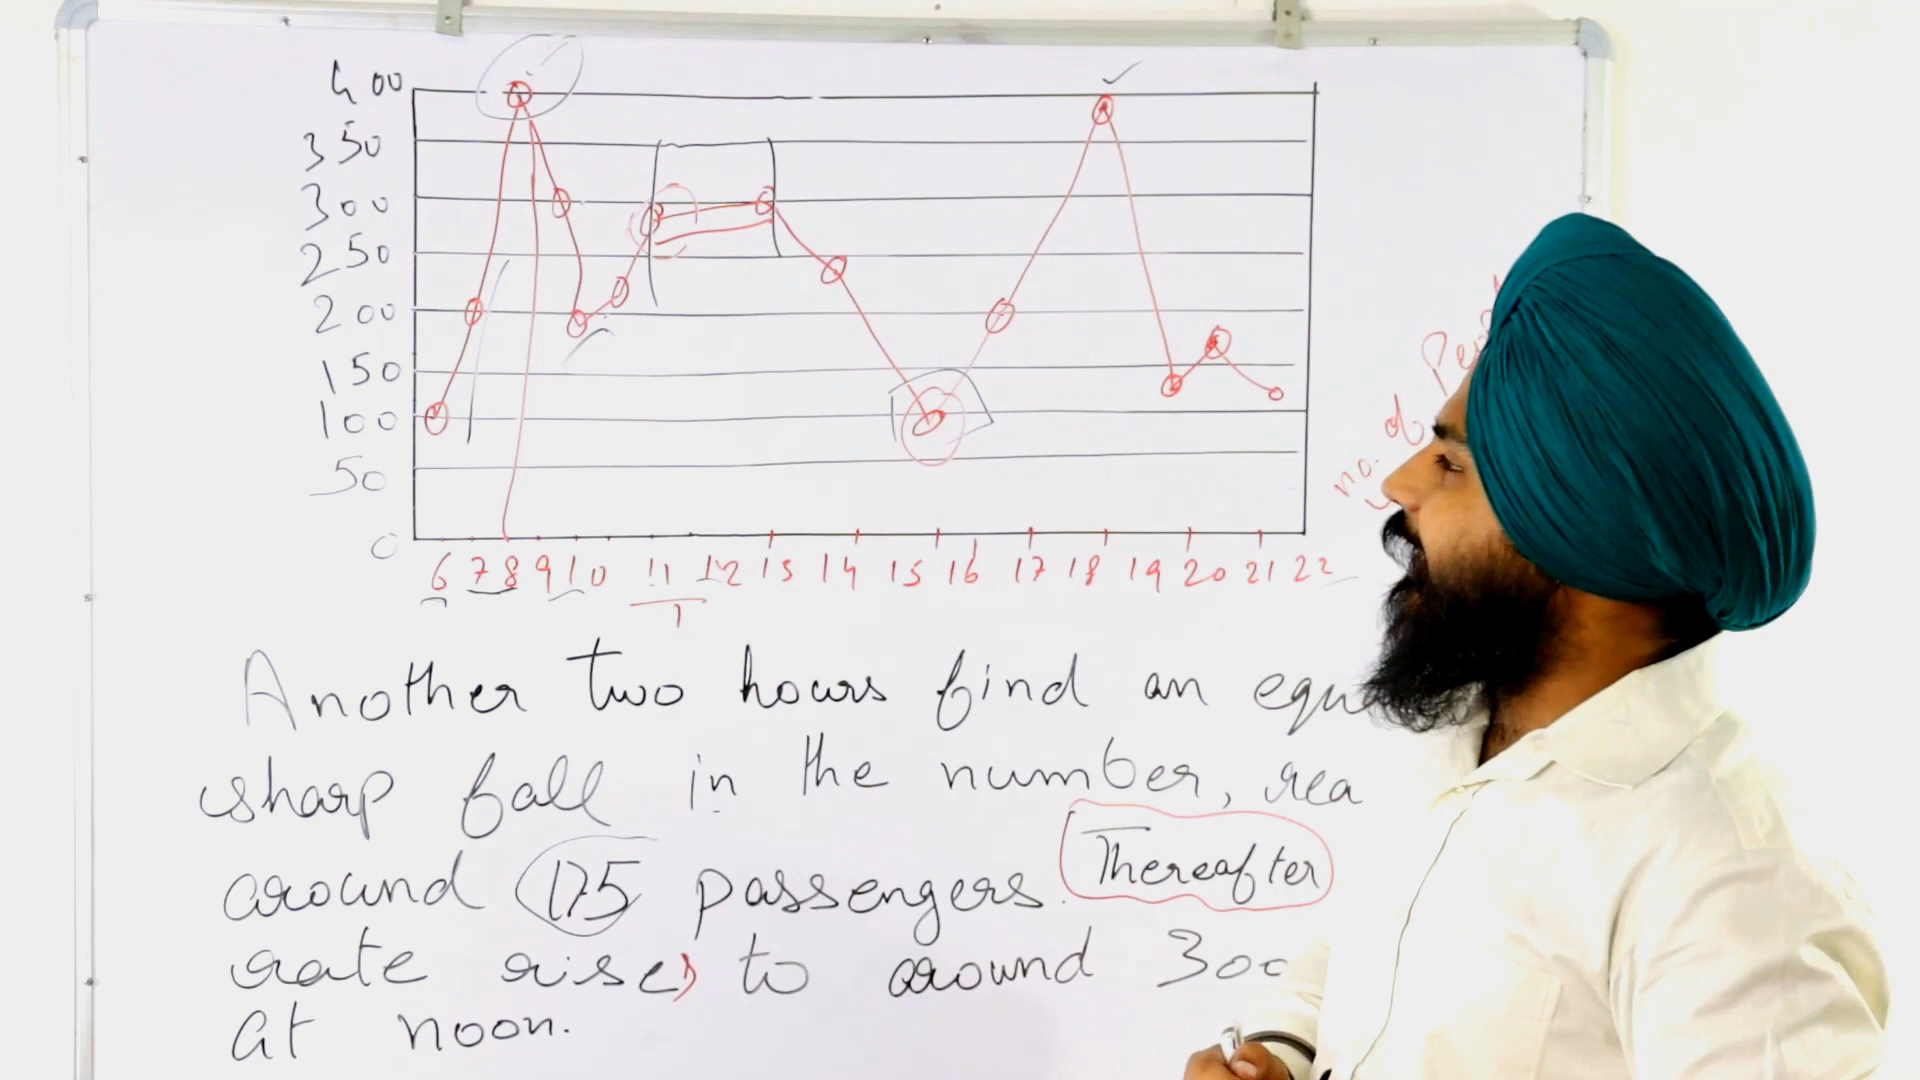 400
350
300
250
200
150
100
50
0
6 7 8 9 10 11 12 13 14 15 16 17 18 19 20 21 22
1
no. of
Another two hours find an equ
sharp fall in the number, rea
around 175 passengers. Thereafter
rate rises to around 300
at noon.